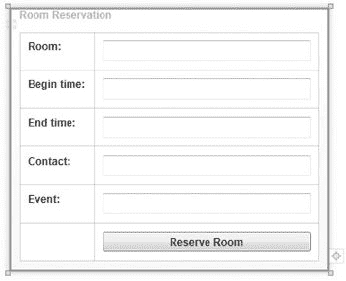 Room Reservation
Room:
Begin time:
End time:
Contact:
Event:
Reserve Room